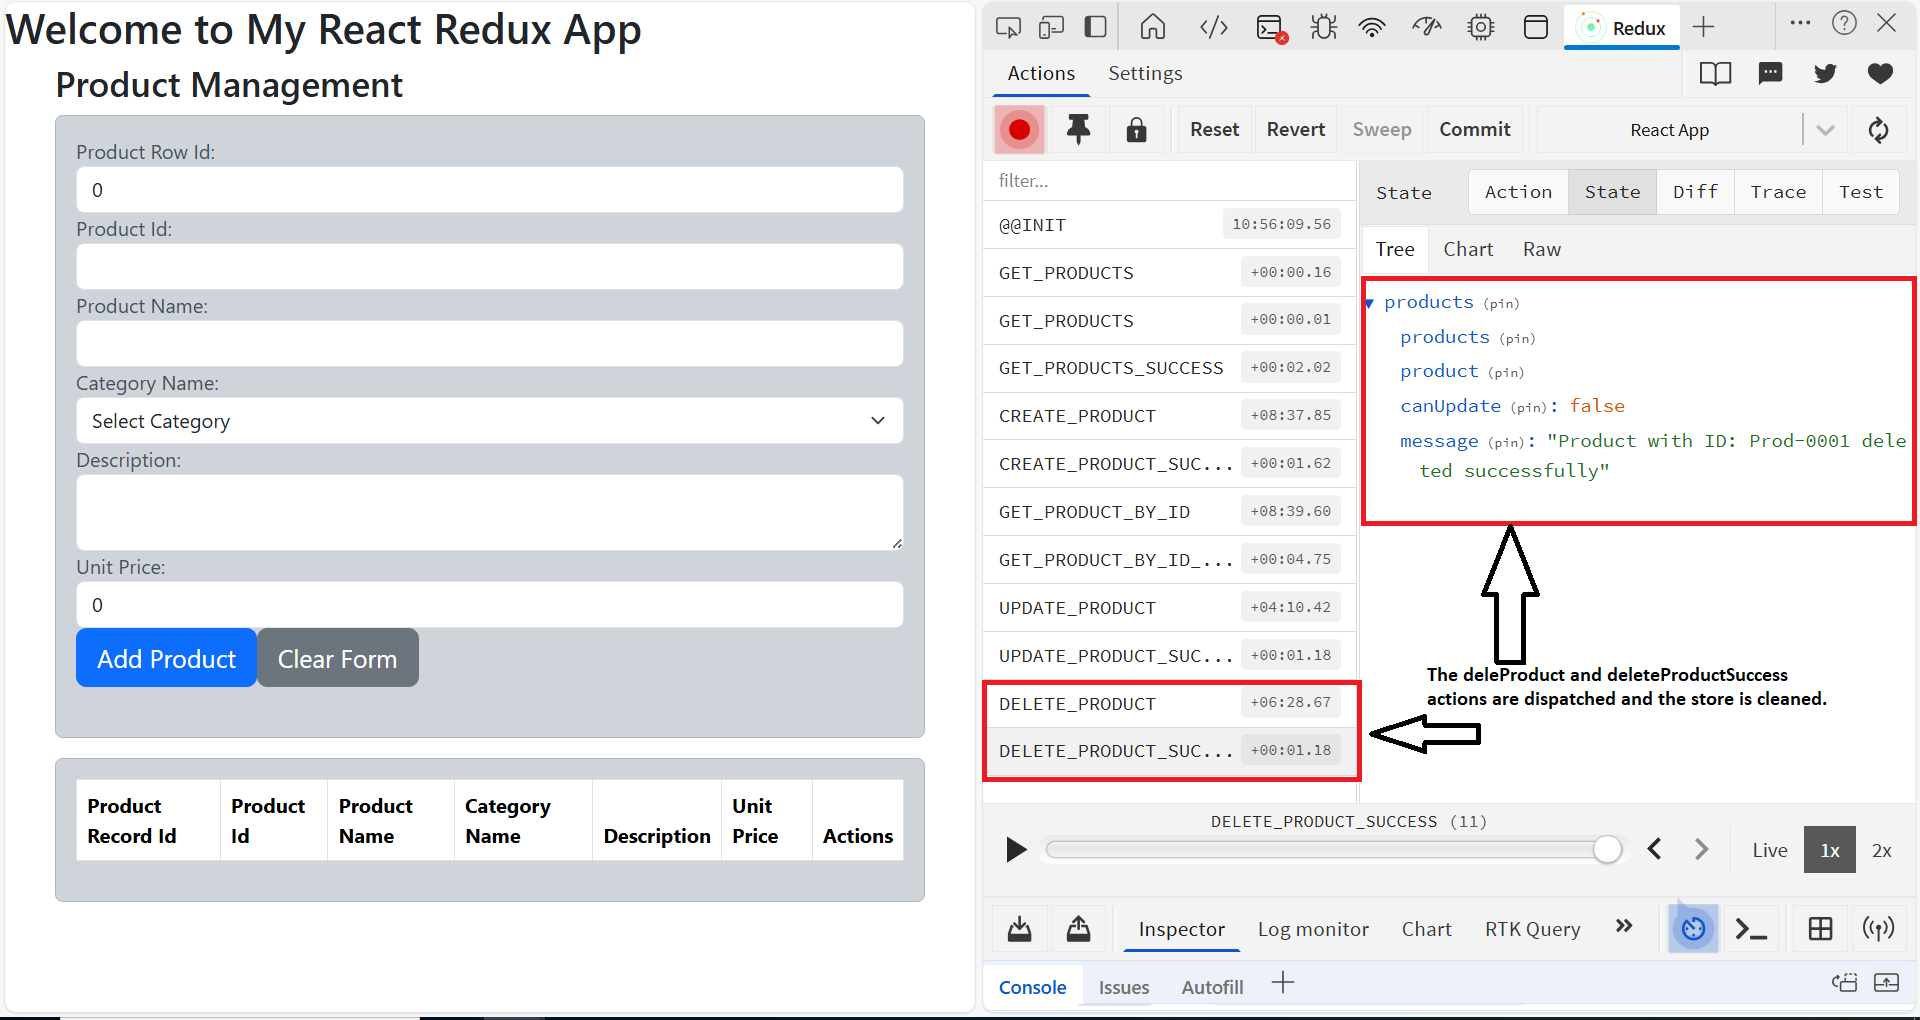 Welcome to My React Redux App
Product Management
Product Row Id:
0
Product Id:
Product Name:
Category Name:
Select Category
Description:
Unit Price:
0
Add Product
Clear Form
Product Record Id
Product Id
Product Name
Category Name
Description
Unit Price
Actions
Redux
Actions
Settings
Reset
Revert
Sweep
Commit
React App
filter...
@@INIT 10:56:09.56
GET_PRODUCTS +00:00.16
GET_PRODUCTS +00:00.01
GET_PRODUCTS_SUCCESS +00:02.02
CREATE_PRODUCT +08:37.85
CREATE_PRODUCT_SUC... +00:01.62
GET_PRODUCT_BY_ID +08:39.60
GET_PRODUCT_BY_ID_... +00:04.75
UPDATE_PRODUCT +04:10.42
UPDATE_PRODUCT_SUC... +00:01.18
DELETE_PRODUCT +06:28.67
DELETE_PRODUCT_SUC... +00:01.18
State
Action
State
Diff
Trace
Test
Tree
Chart
Raw
products (pin)
products (pin)
product (pin)
canUpdate (pin): false
message (pin): "Product with ID: Prod-0001 dele
ted successfully"
The deleProduct and deleteProductSuccess
actions are dispatched and the store is cleaned.
DELETE_PRODUCT_SUCCESS (11)
Live
1x
2x
Inspector
Log monitor
Chart
RTK Query
Console
Issues
Autofill